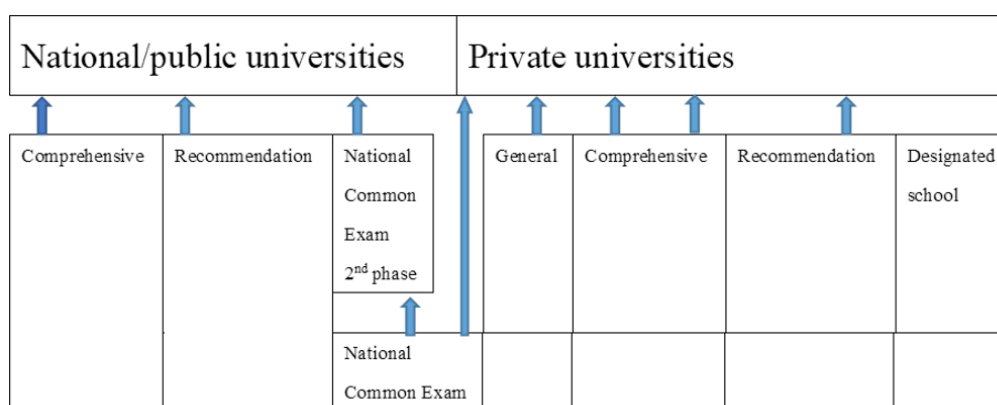 National/public universities
Private universities
Comprehensive
Recommendation
National
Common
Exam
2nd phase
General
Comprehensive
Recommendation
Designated
school
National
Common Exam